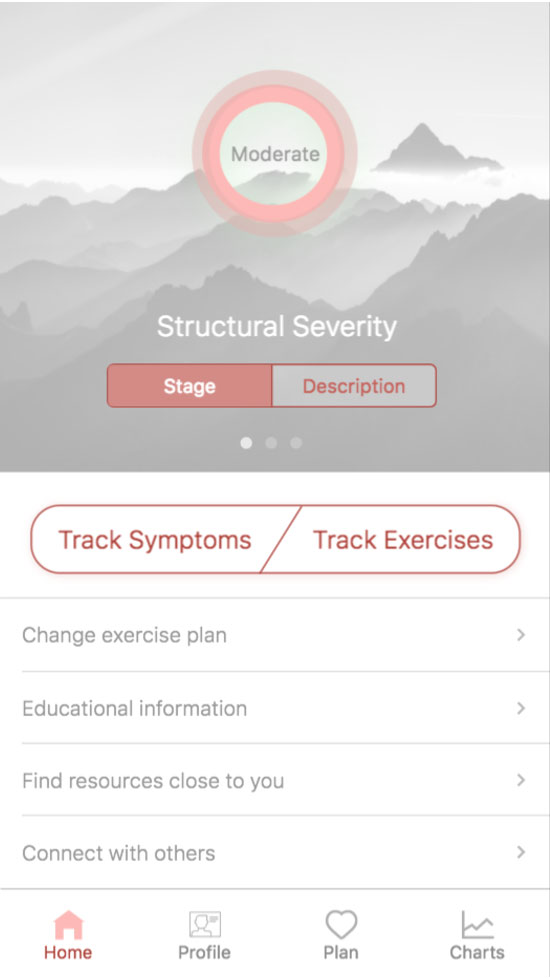 Moderate
Structural Severity
Stage Description
Track Symptoms Track Exercises
Change exercise plan
Educational information
Find resources close to you
Connect with others
Home Profile Plan Charts